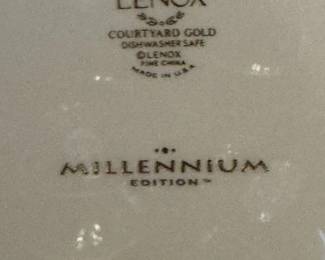 LENOX
COURTYARD GOLD
DISHWASHER SAFE
©LENOX
FINE CHINA
MADE IN U.S.A.
MILLENNIUM
EDITION™